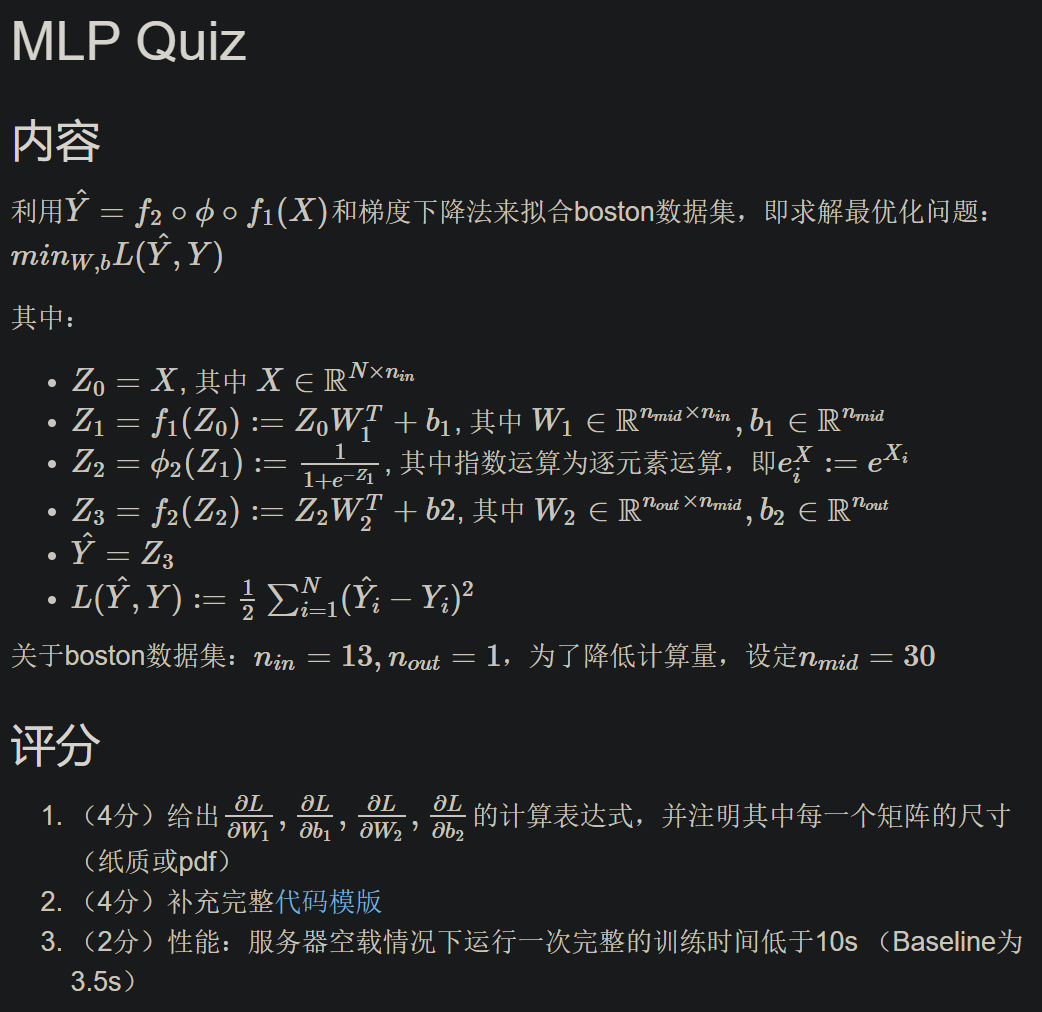 MLP Quiz
内容
利用$\hat{Y} = f_2 \circ \phi \circ f_1(X)$和梯度下降法来拟合boston数据集，即求解最优化问题：
$min_{W,b}L(\hat{Y}, Y)$
其中：
• $Z_0 = X$, 其中 $X \in \mathbb{R}^{N \times n_{in}}$
• $Z_1 = f_1(Z_0) := Z_0W_1^T + b_1$, 其中 $W_1 \in \mathbb{R}^{n_{mid} \times n_{in}}, b_1 \in \mathbb{R}^{n_{mid}}$
• $Z_2 = \phi_2(Z_1) := \frac{1}{1+e^{-Z_1}}$, 其中指数运算为逐元素运算，即$e_i^X := e^{X_i}$
• $Z_3 = f_2(Z_2) := Z_2W_2^T + b2$, 其中 $W_2 \in \mathbb{R}^{n_{out} \times n_{mid}}, b_2 \in \mathbb{R}^{n_{out}}$
• $\hat{Y} = Z_3$
• $L(\hat{Y}, Y) := \frac{1}{2} \sum_{i=1}^{N} (\hat{Y}_i - Y_i)^2$
关于boston数据集：$n_{in} = 13, n_{out} = 1$，为了降低计算量，设定$n_{mid} = 30$
评分
1. （4分）给出$\frac{\partial L}{\partial W_1}$，$\frac{\partial L}{\partial b_1}$，$\frac{\partial L}{\partial W_2}$，$\frac{\partial L}{\partial b_2}$的计算表达式，并注明其中每一个矩阵的尺寸
（纸质或pdf）
2. （4分）补充完整代码模版
3. （2分）性能：服务器空载情况下运行一次完整的训练时间低于10s （Baseline为
3.5s）